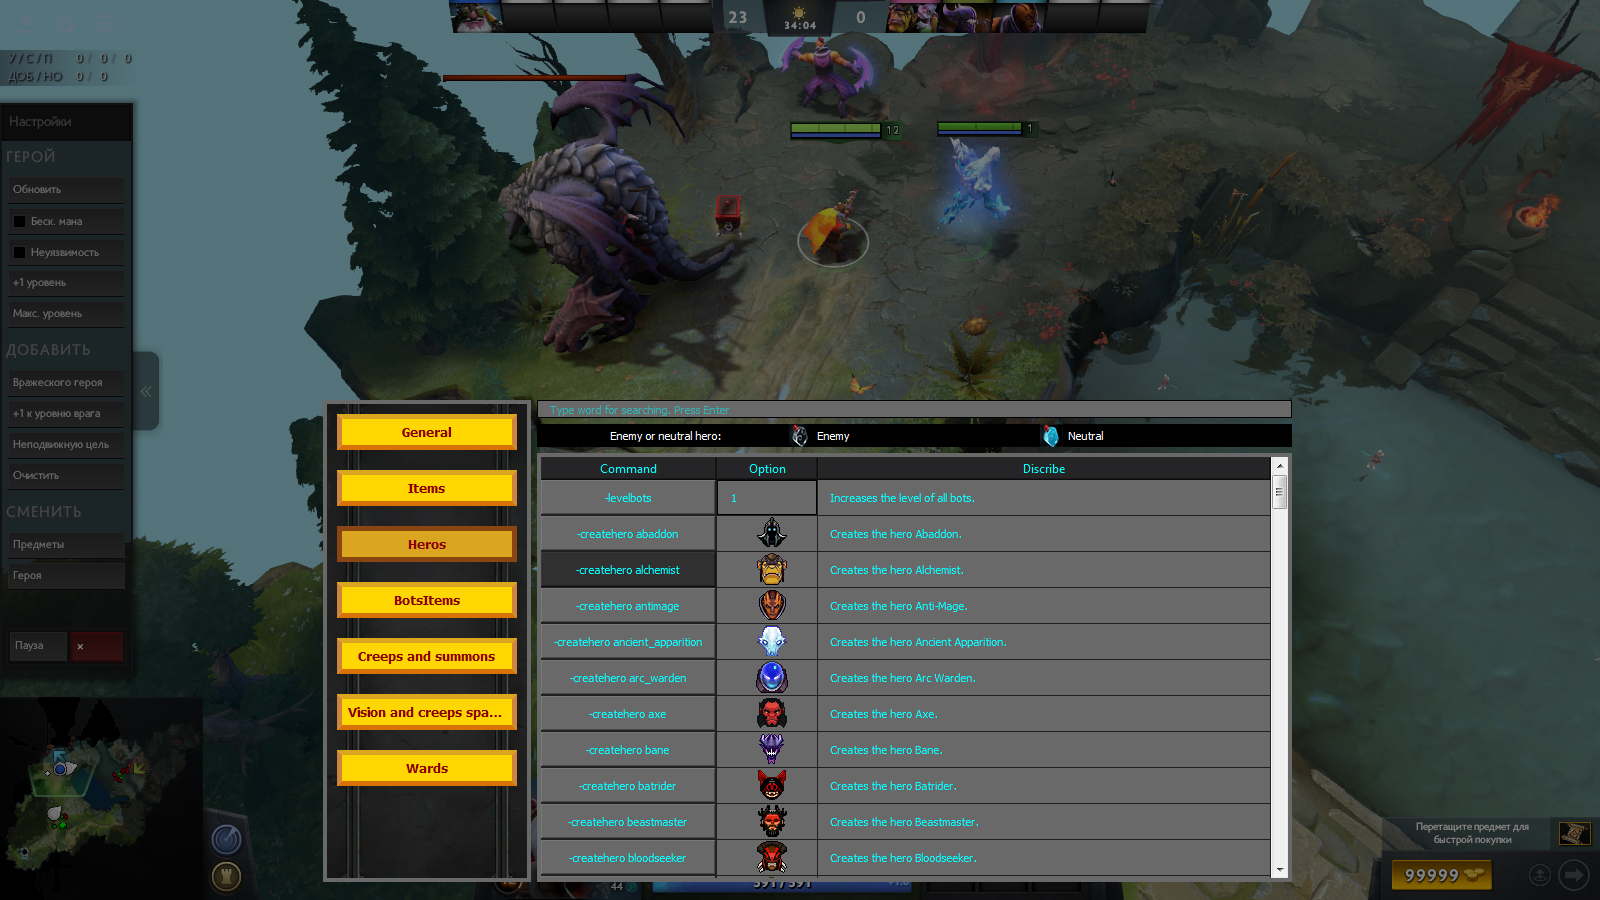 23
34:04
0
У/С/П 0/ 0/ 0
ДОБ/НО 0/ 0
Настройки
ГЕРОЙ
Обновить
Беск. мана
Неуязвимость
+1 уровень
Макс. уровень
ДОБАВИТЬ
Вражеского героя
+1 к уровню врага
Неподвижную цель
Очистить
СМЕНИТЬ
Предметы
Героя
Пауза
×
12
1
General
Items
Heros
BotsItems
Creeps and summons
Vision and creeps spa...
Wards
Type word for searching. Press Enter
Enemy or neutral hero: Enemy Neutral
Command Option Discribe
-levelbots 1 Increases the level of all bots.
-createhero abaddon Creates the hero Abaddon.
-createhero alchemist Creates the hero Alchemist.
-createhero antimage Creates the hero Anti-Mage.
-createhero ancient_apparition Creates the hero Ancient Apparition.
-createhero arc_warden Creates the hero Arc Warden.
-createhero axe Creates the hero Axe.
-createhero bane Creates the hero Bane.
-createhero batrider Creates the hero Batrider.
-createhero beastmaster Creates the hero Beastmaster.
-createhero bloodseeker Creates the hero Bloodseeker.
44
Перетащите предмет для
быстрой покупки
99999